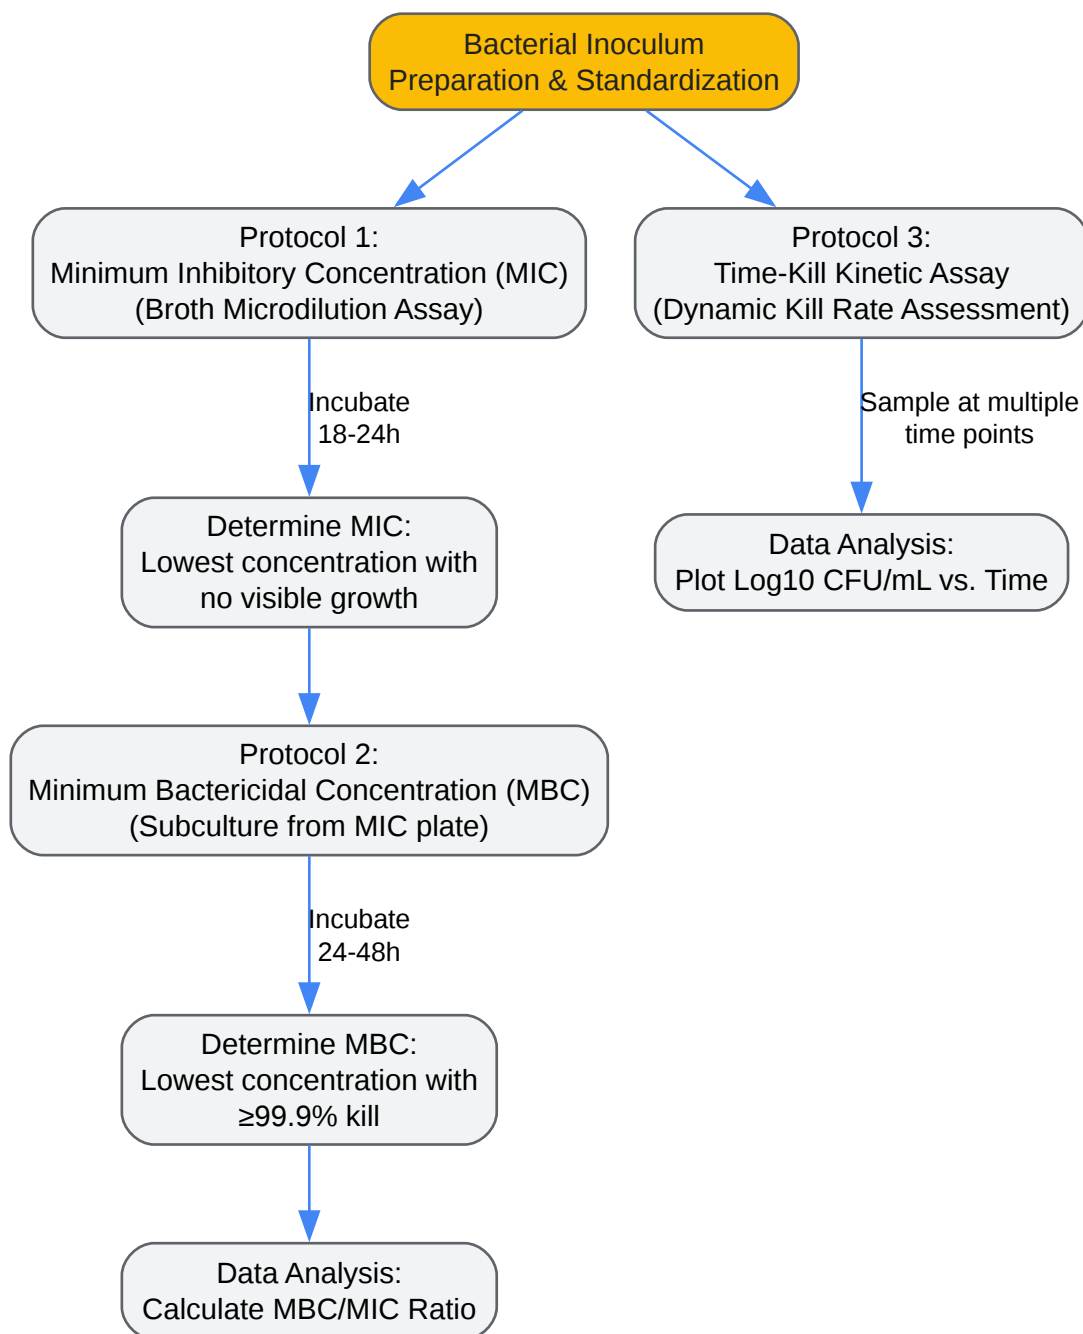 Bacterial Inoculum
Preparation & Standardization
Protocol 1:
Minimum Inhibitory Concentration (MIC)
(Broth Microdilution Assay)
Protocol 3:
Time-Kill Kinetic Assay
(Dynamic Kill Rate Assessment)
Incubate
18-24h
Sample at multiple
time points
Determine MIC:
Lowest concentration with
no visible growth
Data Analysis:
Plot Log10 CFU/mL vs. Time
Protocol 2:
Minimum Bactericidal Concentration (MBC)
(Subculture from MIC plate)
Incubate
24-48h
Determine MBC:
Lowest concentration with
≥99.9% kill
Data Analysis:
Calculate MBC/MIC Ratio